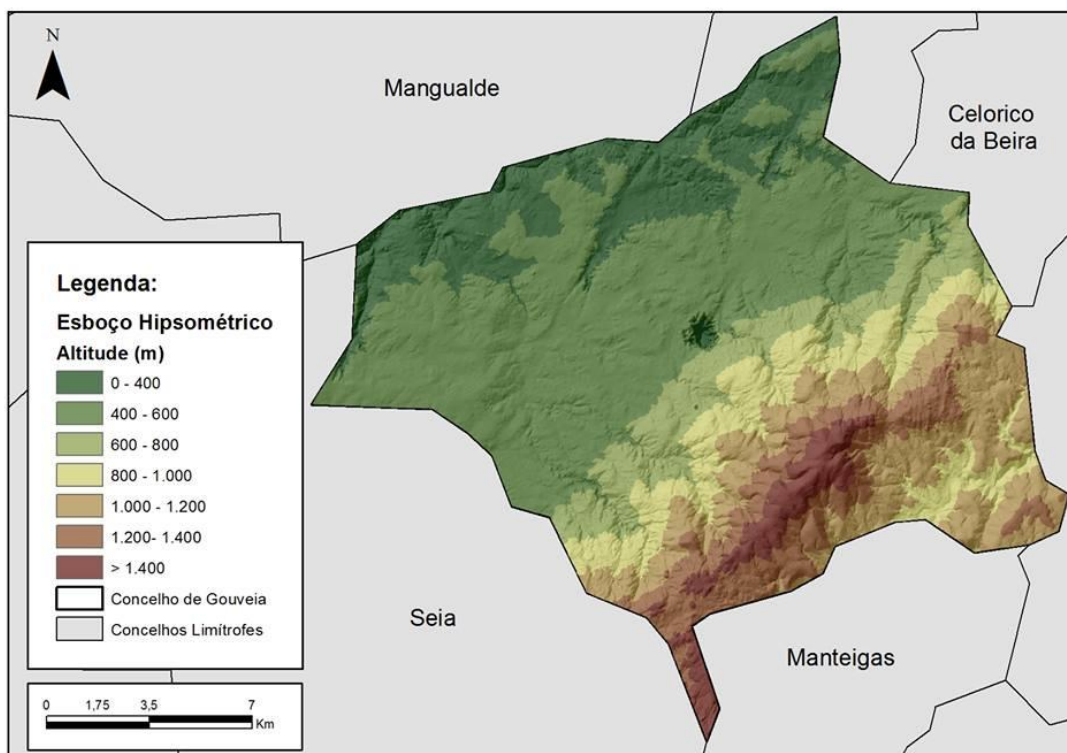 N
Mangualde
Celorico
da Beira
Legenda:
Esboço Hipsométrico
Altitude (m)
0 - 400
400 - 600
600 - 800
800 - 1.000
1.000 - 1.200
1.200- 1.400
> 1.400
Concelho de Gouveia
Concelhos Limítrofes
Seia
Manteigas
0 1,75 3,5 7
Km